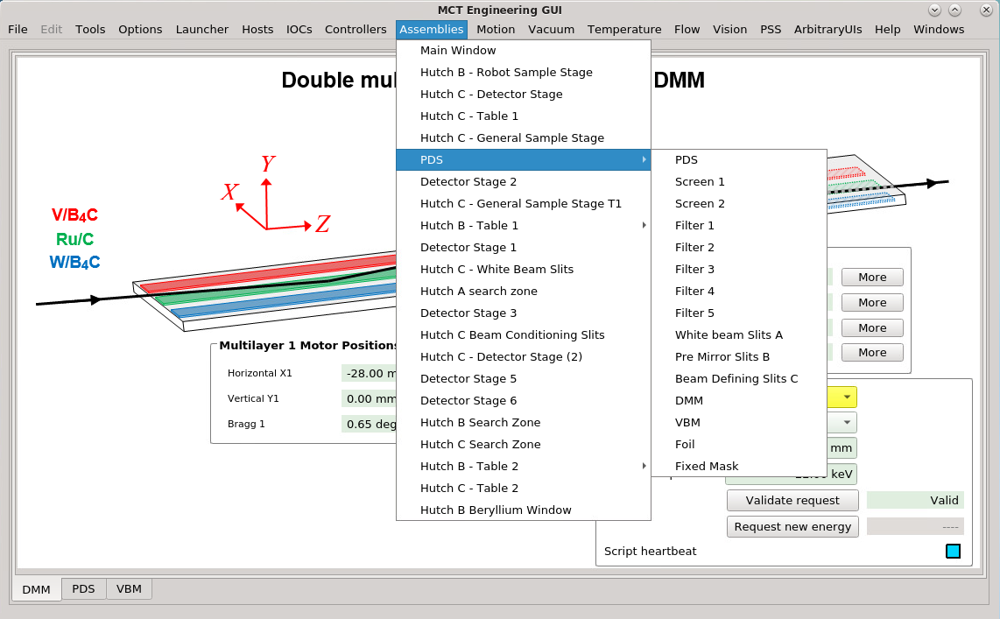 MCT Engineering GUI
File Edit Tools Options Launcher Hosts IOCs Controllers Assemblies Motion Vacuum Temperature Flow Vision PSS ArbitraryUIs Help Windows
Double mul
DMM
Main Window
Hutch B - Robot Sample Stage
Hutch C - Detector Stage
Hutch C - Table 1
Hutch C - General Sample Stage
PDS
Detector Stage 2
Hutch C - General Sample Stage T1
Hutch B - Table 1
Detector Stage 1
Hutch C - White Beam Slits
Hutch A search zone
Detector Stage 3
Hutch C Beam Conditioning Slits
Hutch C - Detector Stage (2)
Detector Stage 5
Detector Stage 6
Hutch B Search Zone
Hutch C Search Zone
Hutch B - Table 2
Hutch C - Table 2
Hutch B Beryllium Window
PDS
Screen 1
Screen 2
Filter 1
Filter 2
Filter 3
Filter 4
Filter 5
White beam Slits A
Pre Mirror Slits B
Beam Defining Slits C
DMM
VBM
Foil
Fixed Mask
Y
X
Z
V/B4C
Ru/C
W/B4C
Multilayer 1 Motor Positions
Horizontal X1 -28.00 m
Vertical Y1 0.00 mm
Bragg 1 0.65 deg
More
More
More
More
mm
keV
Validate request Valid
Request new energy ----
Script heartbeat
DMM PDS VBM